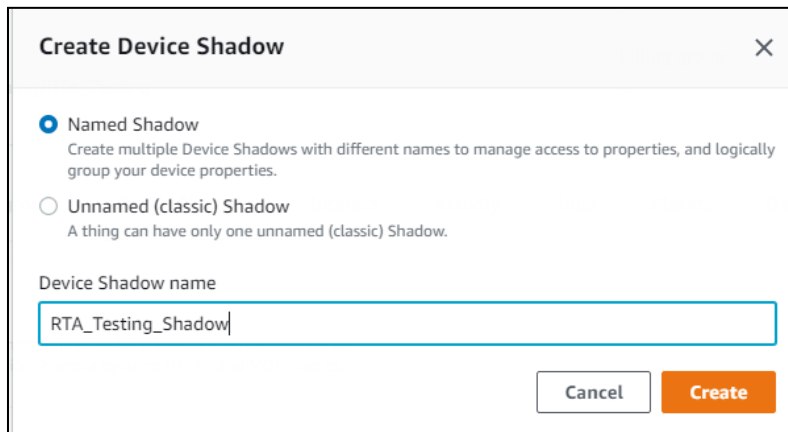 Create Device Shadow
Named Shadow
Create multiple Device Shadows with different names to manage access to properties, and logically
group your device properties.
Unnamed (classic) Shadow
A thing can have only one unnamed (classic) Shadow.
Device Shadow name
RTA_Testing_Shadow
Cancel Create